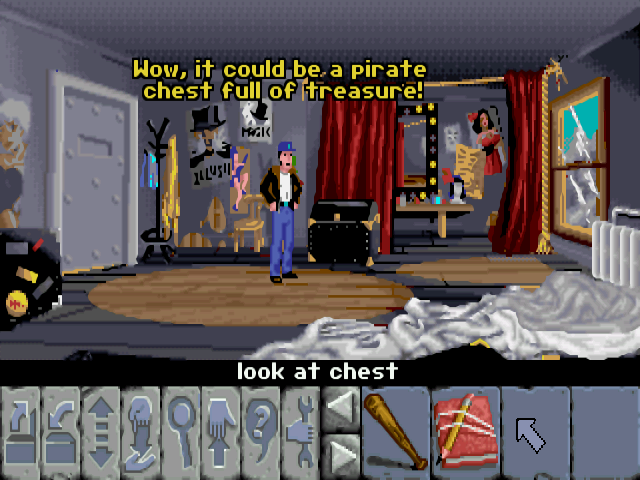 Wow, it could be a pirate
chest full of treasure!
MAGIC
ILLUSI
look at chest